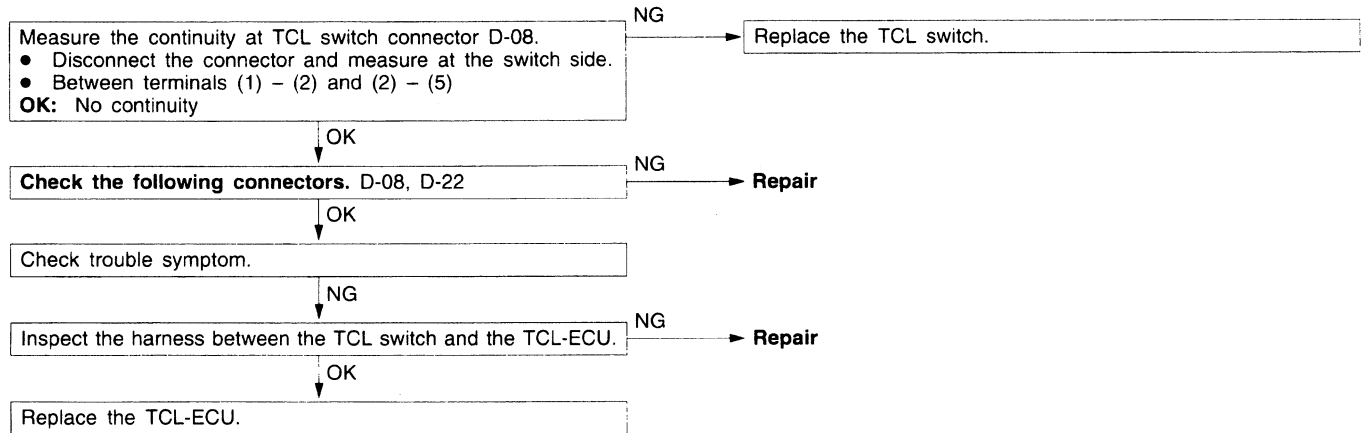 NG
Measure the continuity at TCL switch connector D-08.
● Disconnect the connector and measure at the switch side.
● Between terminals (1) – (2) and (2) – (5)
OK: No continuity
Replace the TCL switch.
OK
NG
Check the following connectors. D-08, D-22
Repair
OK
Check trouble symptom.
NG
NG
Inspect the harness between the TCL switch and the TCL-ECU.
Repair
OK
Replace the TCL-ECU.